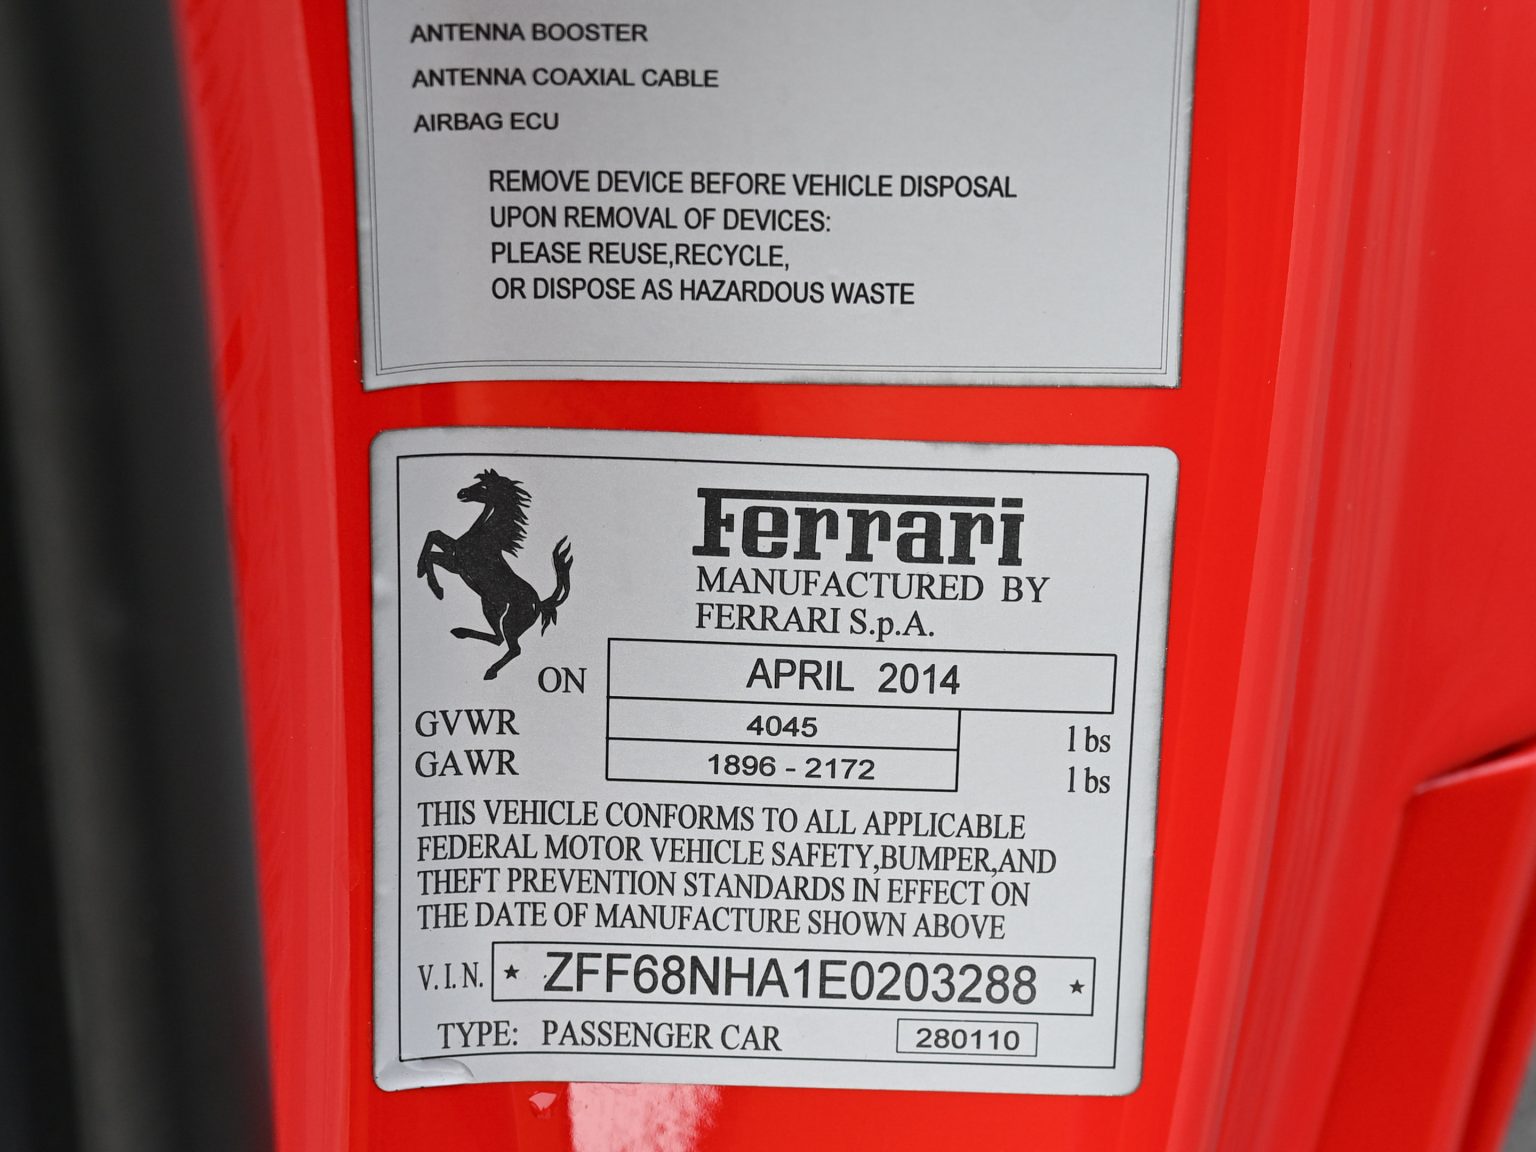 ANTENNA BOOSTER
ANTENNA COAXIAL CABLE
AIRBAG ECU
REMOVE DEVICE BEFORE VEHICLE DISPOSAL
UPON REMOVAL OF DEVICES:
PLEASE REUSE,RECYCLE,
OR DISPOSE AS HAZARDOUS WASTE
Ferrari
MANUFACTURED BY
FERRARI S.p.A.
ON APRIL 2014
GVWR 4045 lbs
GAWR 1896 - 2172 lbs
THIS VEHICLE CONFORMS TO ALL APPLICABLE
FEDERAL MOTOR VEHICLE SAFETY,BUMPER,AND
THEFT PREVENTION STANDARDS IN EFFECT ON
THE DATE OF MANUFACTURE SHOWN ABOVE
V.I.N. ★ ZFF68NHA1E0203288 ★
TYPE: PASSENGER CAR 280110